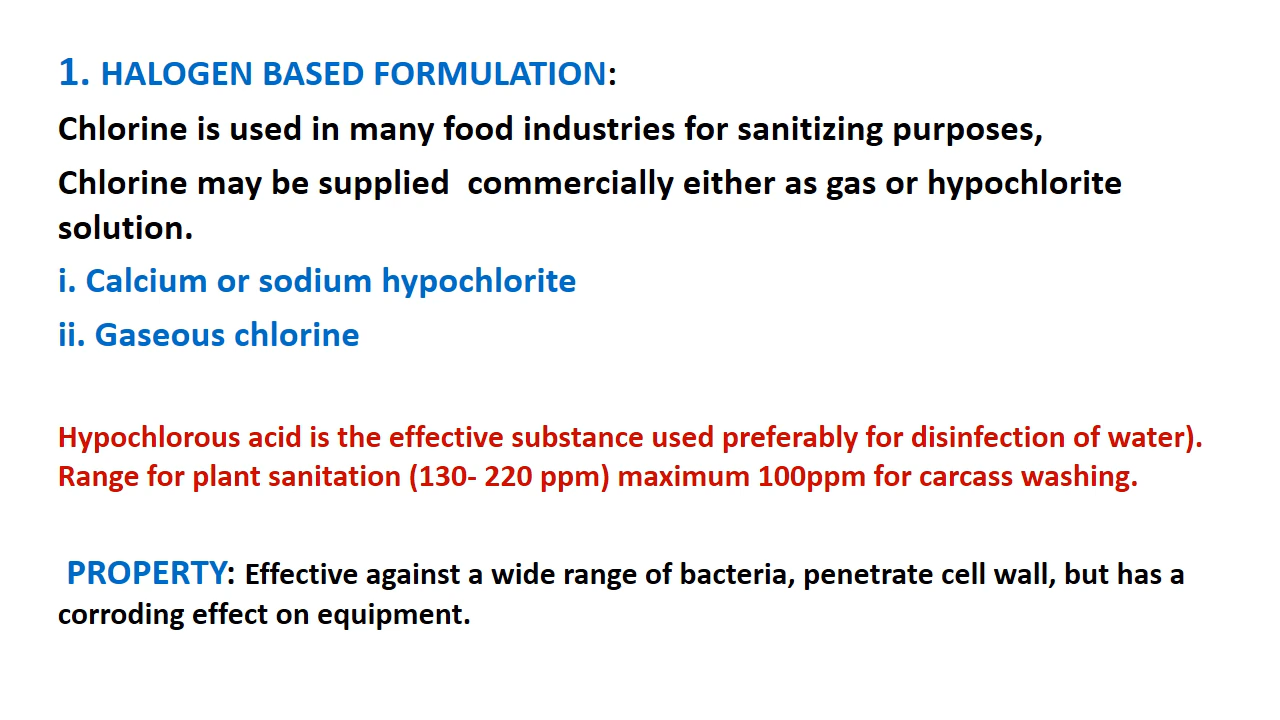 1. HALOGEN BASED FORMULATION:
Chlorine is used in many food industries for sanitizing purposes,
Chlorine may be supplied  commercially either as gas or hypochlorite
solution.
i. Calcium or sodium hypochlorite
ii. Gaseous chlorine
Hypochlorous acid is the effective substance used preferably for disinfection of water).
Range for plant sanitation (130- 220 ppm) maximum 100ppm for carcass washing.
PROPERTY: Effective against a wide range of bacteria, penetrate cell wall, but has a
corroding effect on equipment.